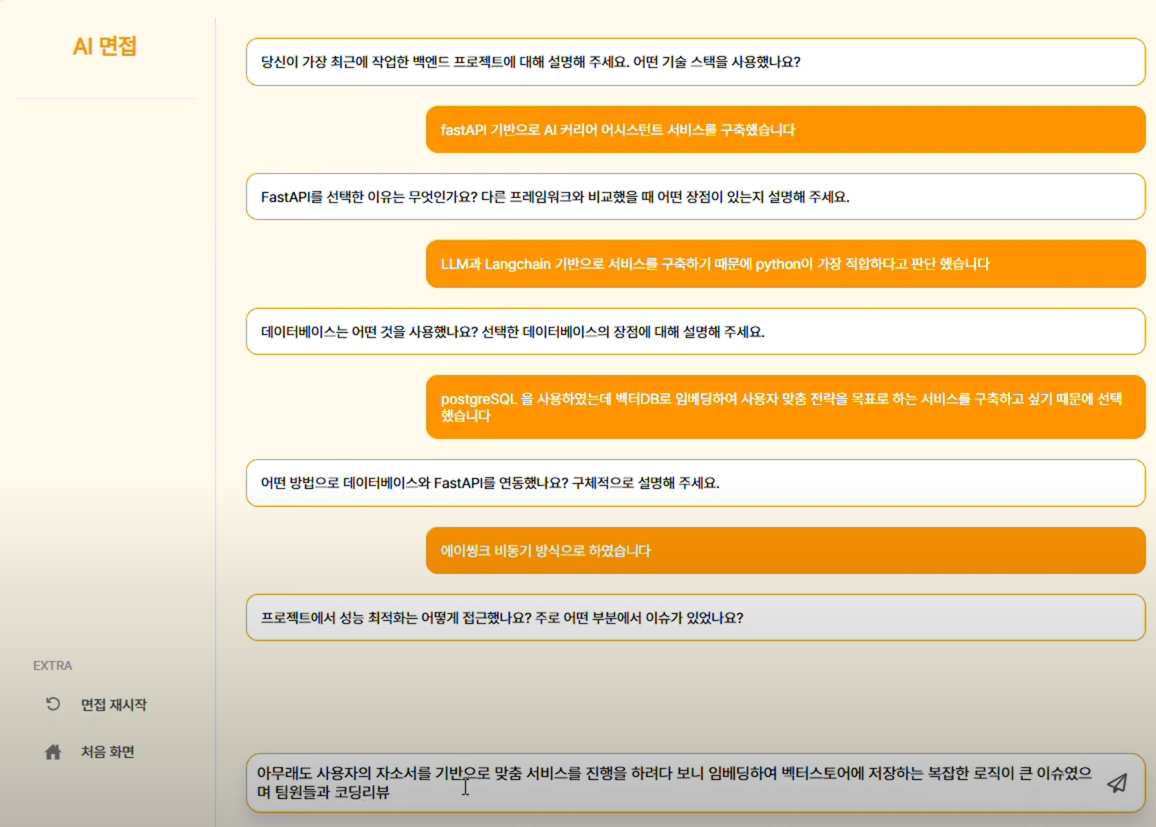 AI 면접
당신이 가장 최근에 작업한 백엔드 프로젝트에 대해 설명해 주세요. 어떤 기술 스택을 사용했나요?
fastAPI 기반으로 AI 커리어 어시스턴트 서비스를 구축했습니다
FastAPI를 선택한 이유는 무엇인가요? 다른 프레임워크와 비교했을 때 어떤 장점이 있는지 설명해 주세요.
LLM과 Langchain 기반으로 서비스를 구축하기 때문에 python이 가장 적합하다고 판단 했습니다
데이터베이스는 어떤 것을 사용했나요? 선택한 데이터베이스의 장점에 대해 설명해 주세요.
postgreSQL 을 사용하였는데 벡터DB로 임베딩하여 사용자 맞춤 전략을 목표로 하는 서비스를 구축하고 싶기 때문에 선택
했습니다
어떤 방법으로 데이터베이스와 FastAPI를 연동했나요? 구체적으로 설명해 주세요.
에이씽크 비동기 방식으로 하였습니다
프로젝트에서 성능 최적화는 어떻게 접근했나요? 주로 어떤 부분에서 이슈가 있었나요?
EXTRA
면접 재시작
처음 화면
아무래도 사용자의 자소서를 기반으로 맞춤 서비스를 진행을 하려다 보니 임베딩하여 벡터스토어에 저장하는 복잡한 로직이 큰 이슈였으
며 팀원들과 코딩리뷰